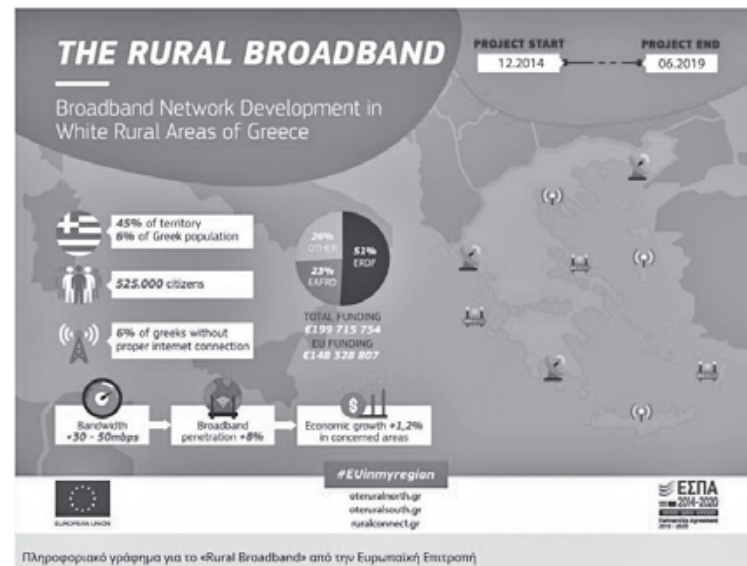 THE RURAL BROADBAND
Broadband Network Development in
White Rural Areas of Greece
PROJECT START
12.2014
PROJECT END
06.2019
45% of territory
6% of Greek population
525.000 citizens
6% of greeks without
proper internet connection
26%
OTHER
51%
ERDF
23%
EAFRD
TOTAL FUNDING
€199 715 754
EU FUNDING
€148 328 807
Bandwidth
+30 - 50mbps
Broadband
penetration +8%
Economic growth +1,2%
in concerned areas
#EUinmyregion
oteruralnorth.gr
oteruralsouth.gr
ruralconnect.gr
EUROPEAN UNION
ΕΣΠΑ
2014-2020
Partnership Agreement
2014 - 2020
Πληροφοριακό γράφημα για το «Rural Broadband» από την Ευρωπαϊκή Επιτροπή